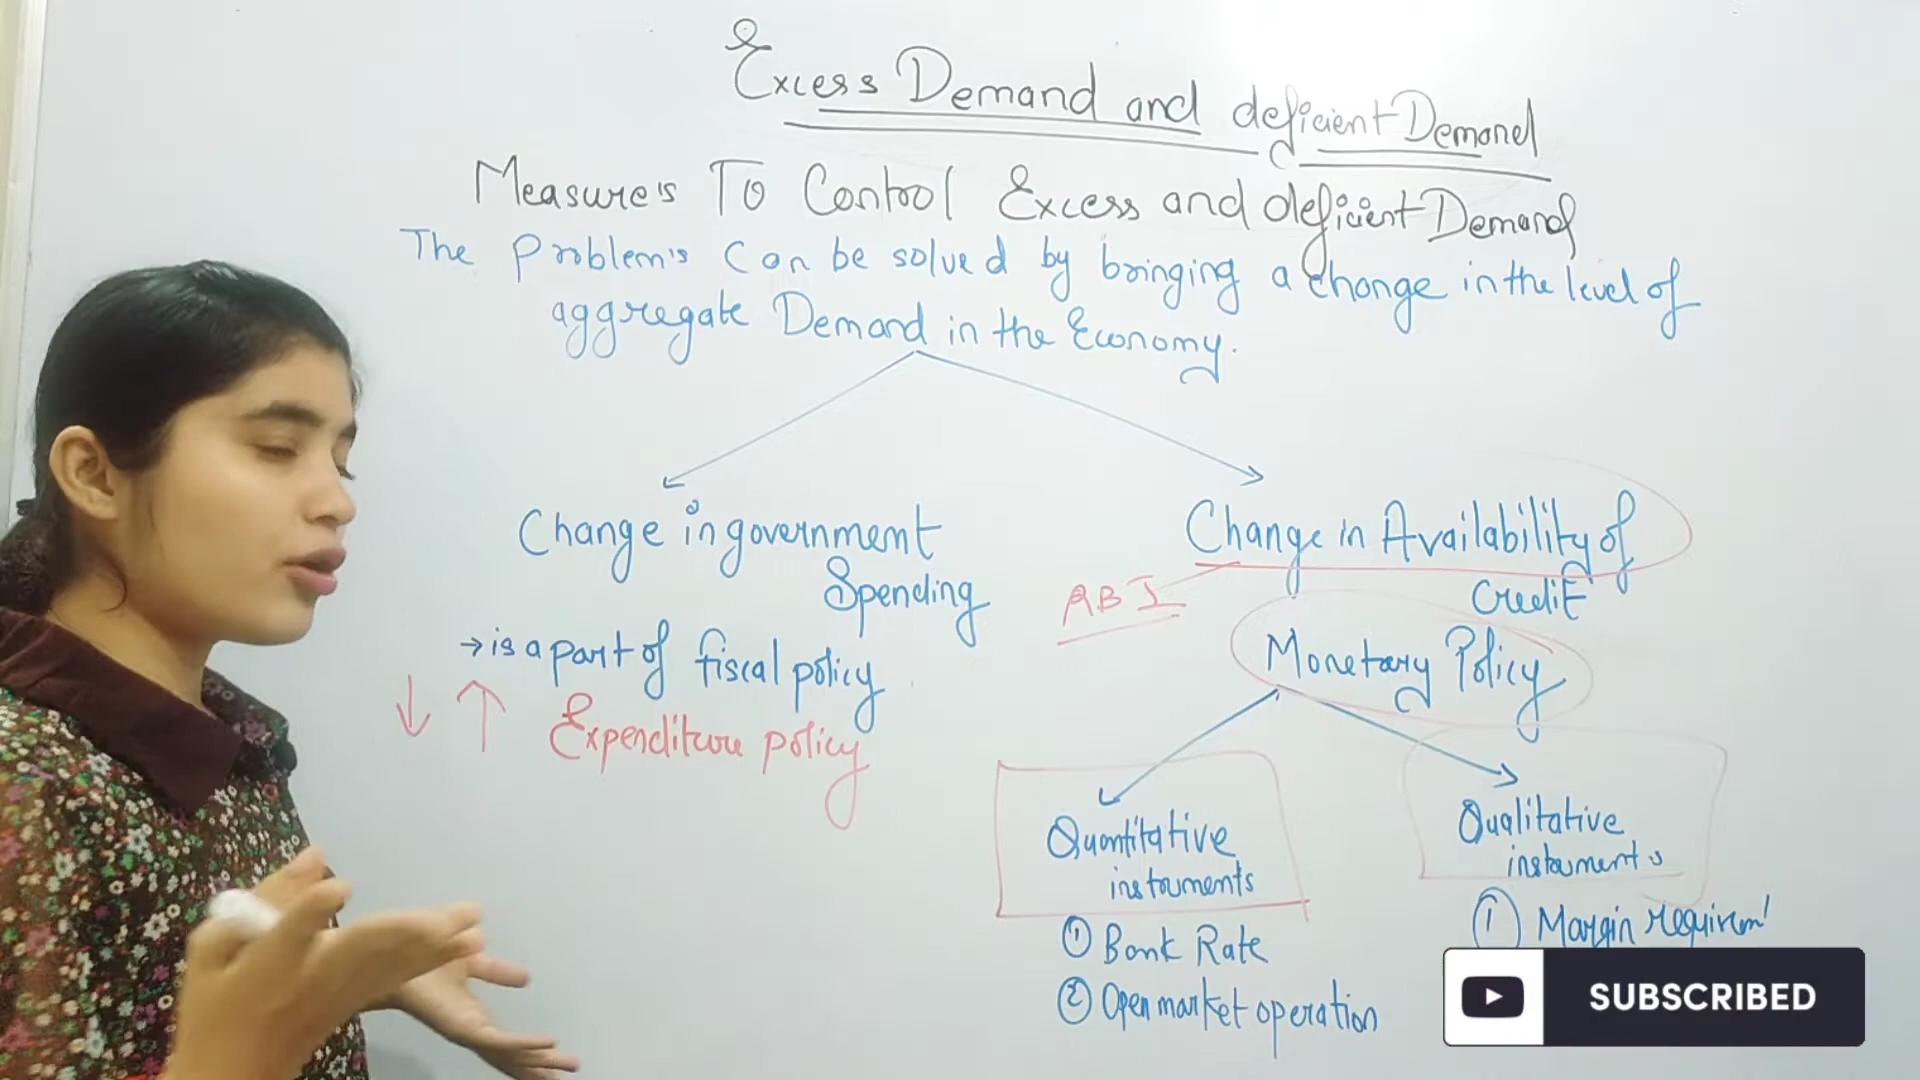 Excess Demand and deficient Demand
Measure's To Control Excess and deficient Demand
The Problem's Can be solved by bringing a change in the level of
aggregate Demand in the Economy.
Change in government
Spending
→ is a part of fiscal policy
↓ ↑ Expenditure policy
Change in Availability of
Credit
RBI
Monetary Policy
Quantitative
instruments
① Bank Rate
② Open market operation
Qualitative
instruments
① Margin requirem
SUBSCRIBED